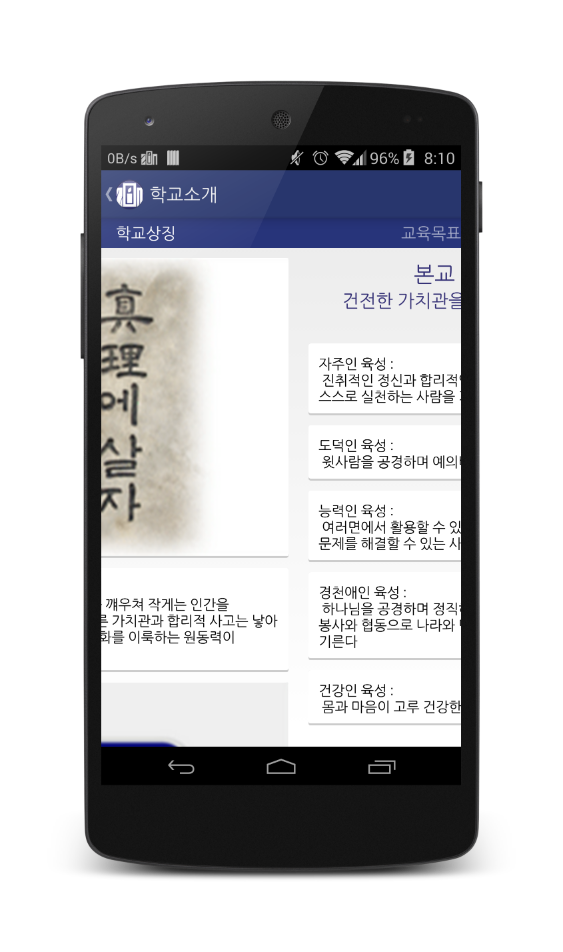 0B/s
96%
8:10
학교소개
학교상징
교육목표
真
理
에
살
자
깨우쳐 작게는 인간을
른 가치관과 합리적 사고는 낳아
화를 이룩하는 원동력이
본교
건전한 가치관을
자주인 육성 :
진취적인 정신과 합리적인
스스로 실천하는 사람을
도덕인 육성 :
윗사람을 공경하며 예의
능력인 육성 :
여러면에서 활용할 수 있
문제를 해결할 수 있는 사
경천애인 육성 :
하나님을 공경하며 정직하
봉사와 협동으로 나라와
기른다
건강인 육성 :
몸과 마음이 고루 건강한